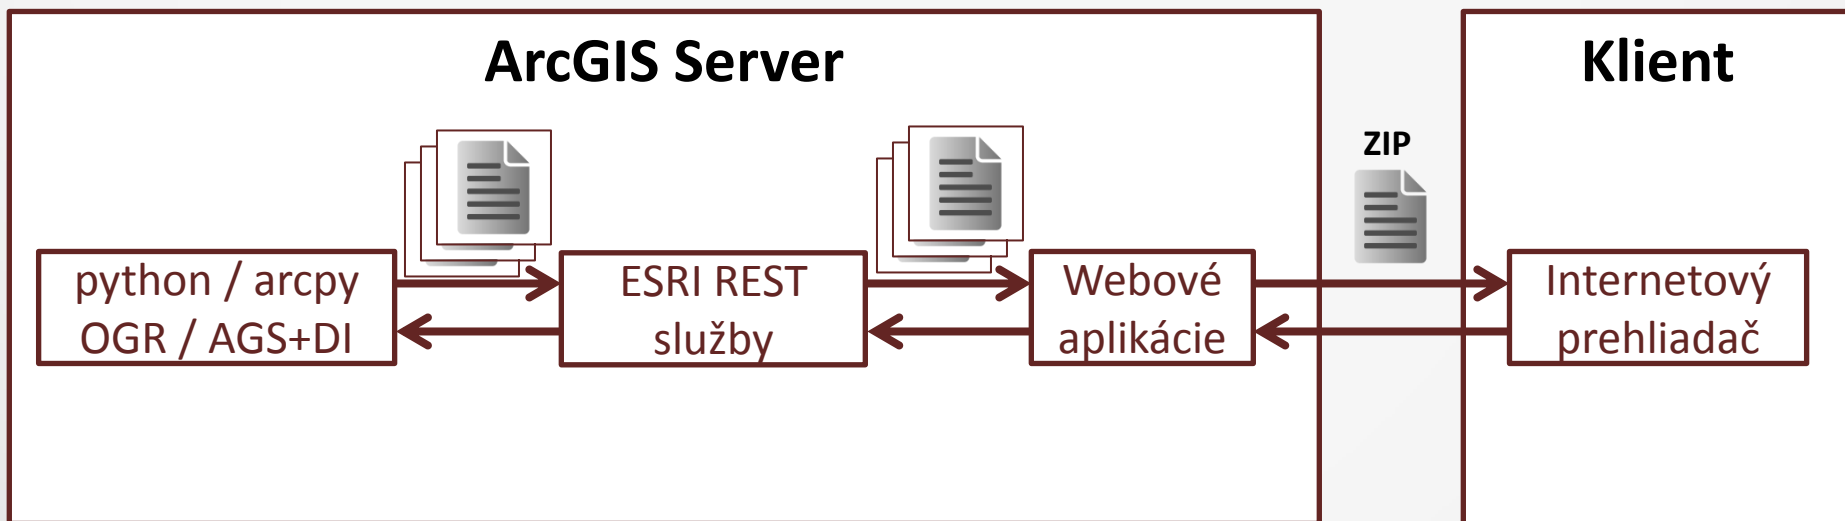 ArcGIS Server
Klient
ZIP
python / arcpy
OGR / AGS+DI
ESRI REST
služby
Webové
aplikácie
Internetový
prehliadač